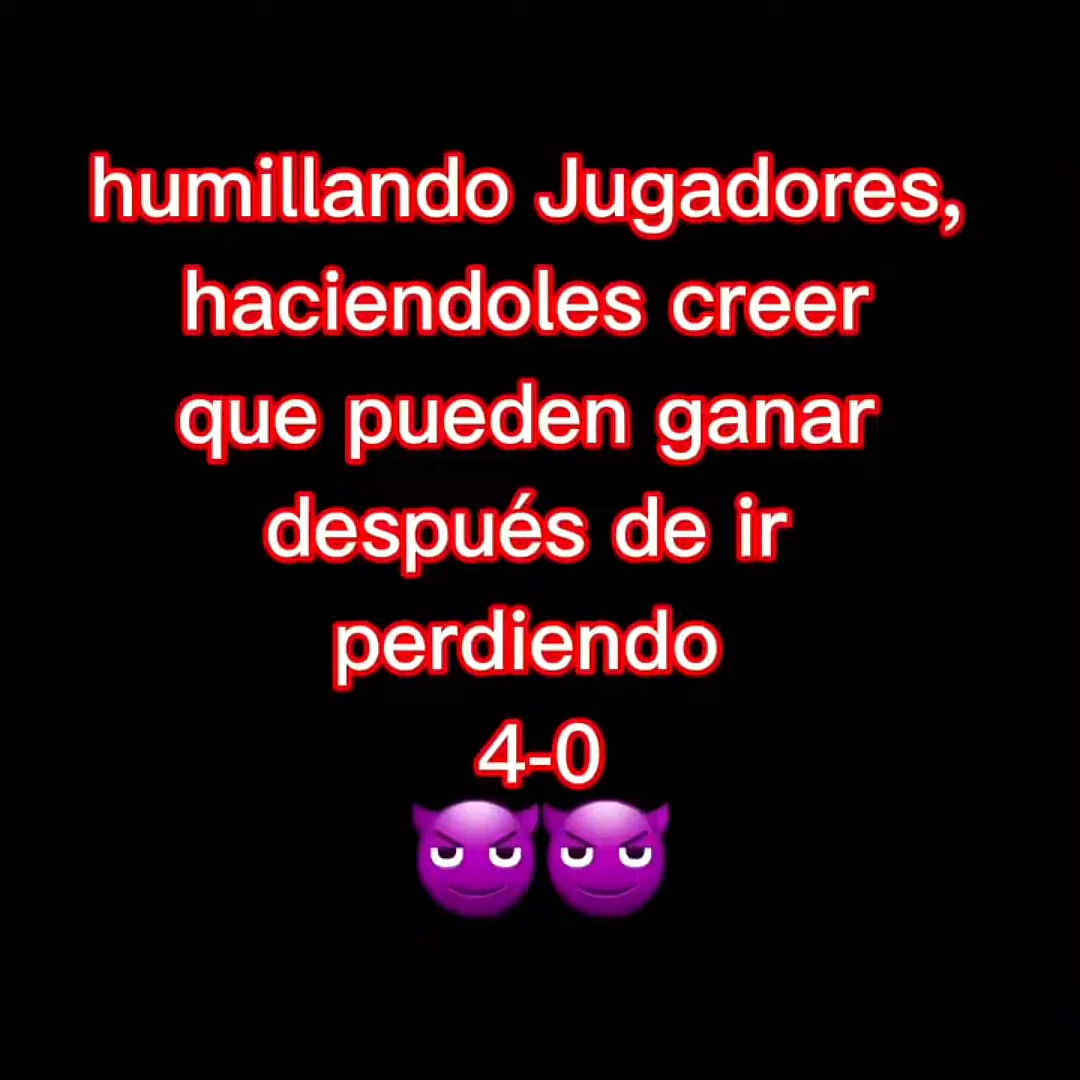 humillando Jugadores,
haciendoles creer
que pueden ganar
después de ir
perdiendo
4-0
😈😈